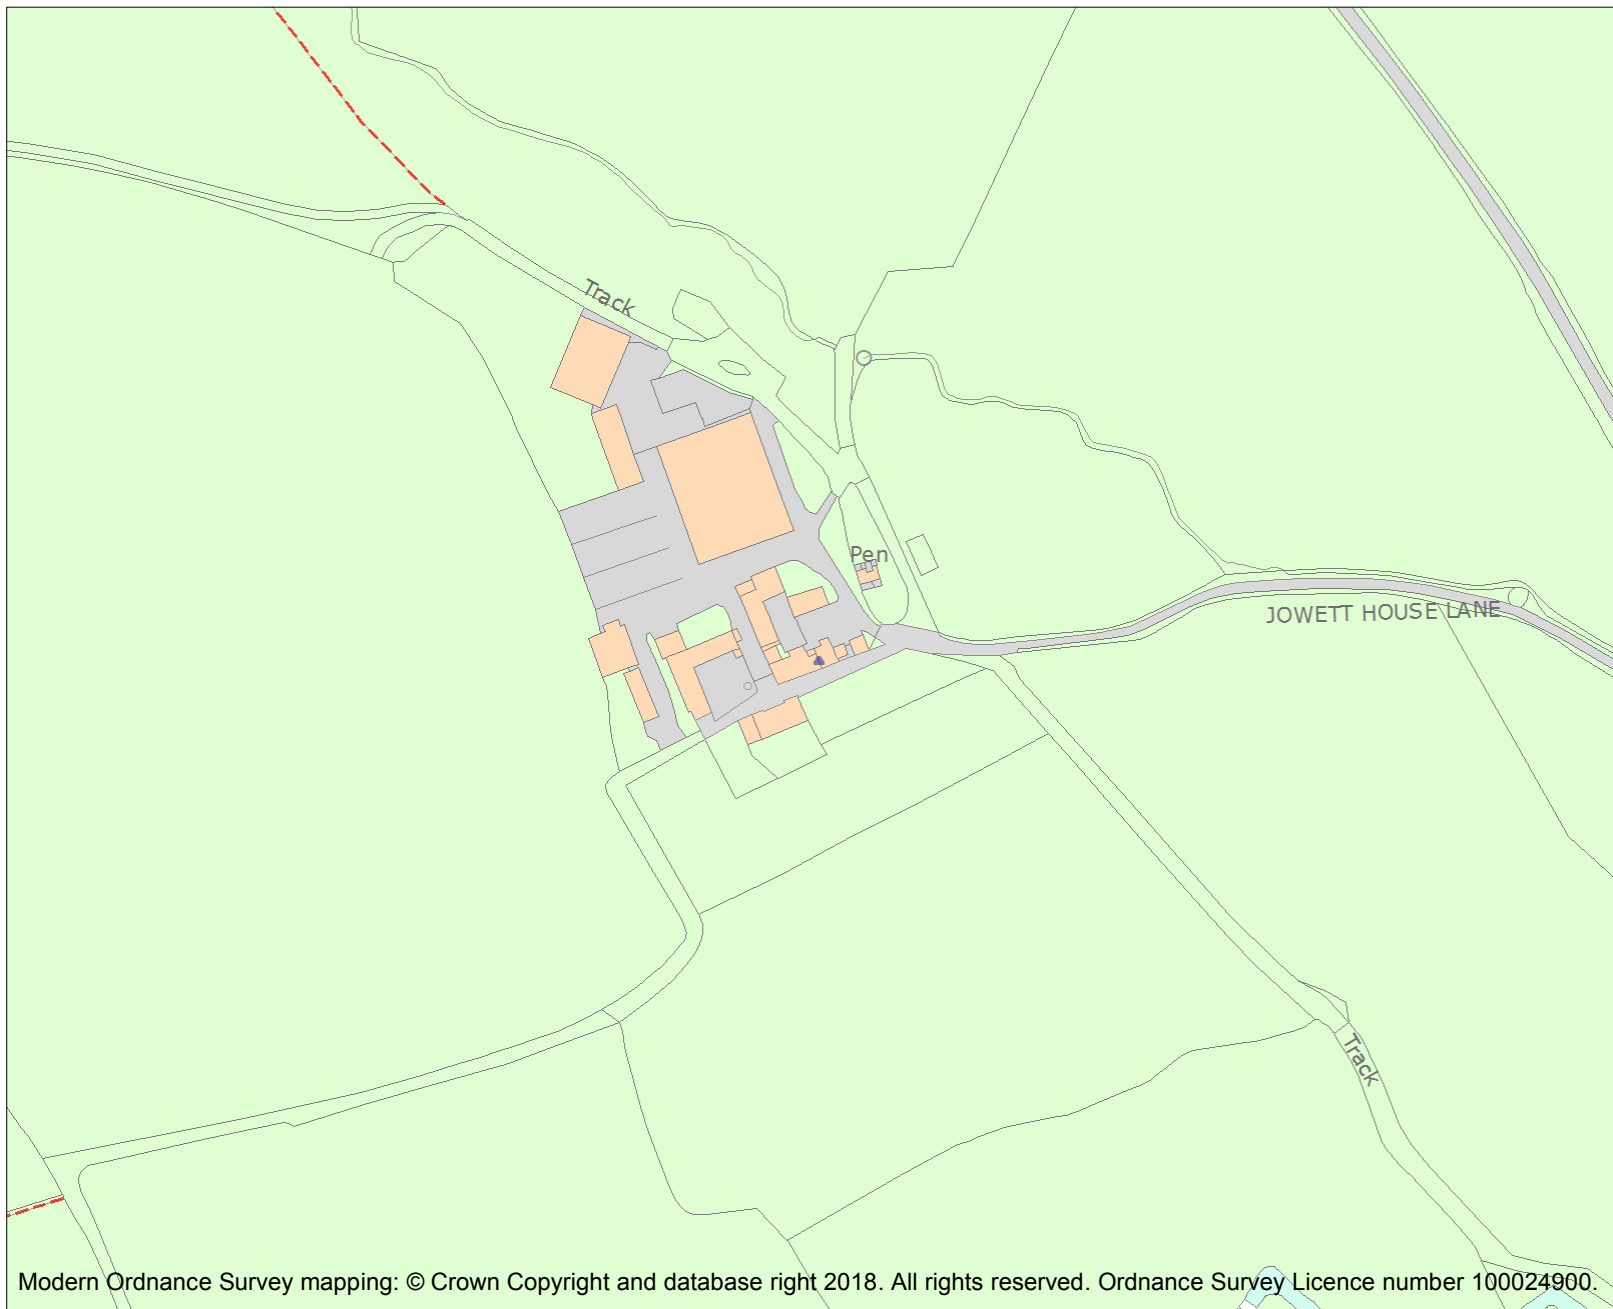 Track
Pen
JOWETT HOUSE LANE
Track
Modern Ordnance Survey mapping: © Crown Copyright and database right 2018. All rights reserved. Ordnance Survey Licence number 100024900.